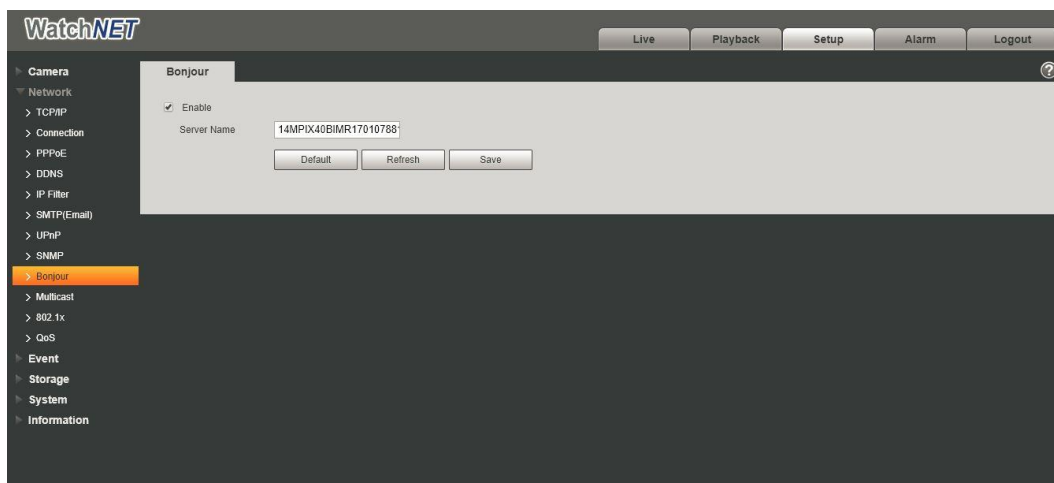 WatchNET
Live Playback Setup Alarm Logout
Camera
Network
TCP/IP
Connection
PPPoE
DDNS
IP Filter
SMTP(Email)
UPnP
SNMP
Bonjour
Multicast
802.1x
QoS
Event
Storage
System
Information
Bonjour
?
Enable
Server Name 14MPIX40BIMR17010788
Default Refresh Save